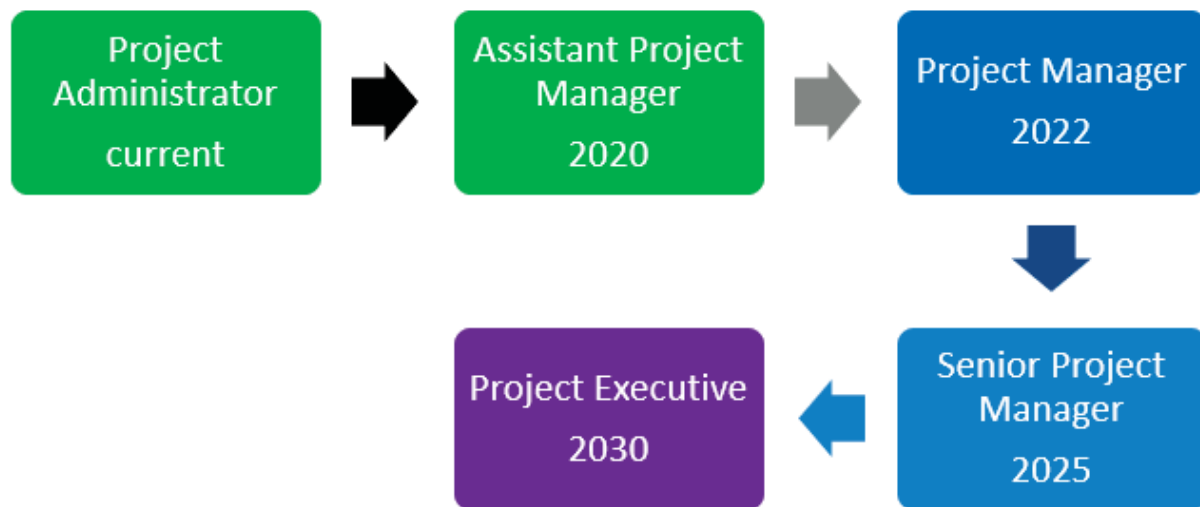 Project
Administrator
current
Assistant Project
Manager
2020
Project Manager
2022
Senior Project
Manager
2025
Project Executive
2030